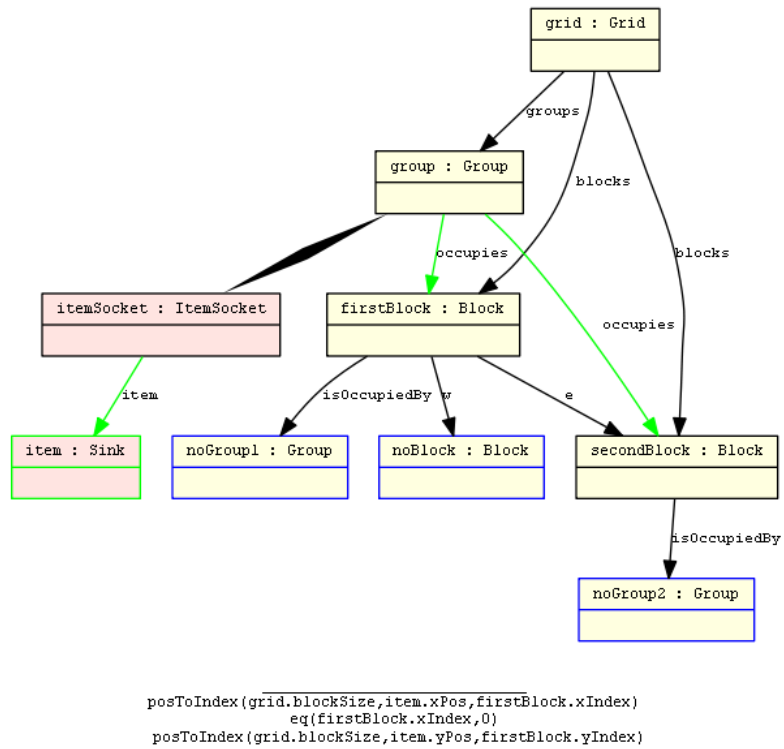 grid : Grid
groups
group : Group
blocks
blocks
occupies
occupies
itemSocket : ItemSocket
firstBlock : Block
item
isOccupiedBy
w
e
item : Sink
noGroup1 : Group
noBlock : Block
secondBlock : Block
isOccupiedBy
noGroup2 : Group
posToIndex(grid.blockSize,item.xPos,firstBlock.xIndex)
eq(firstBlock.xIndex,0)
posToIndex(grid.blockSize,item.yPos,firstBlock.yIndex)